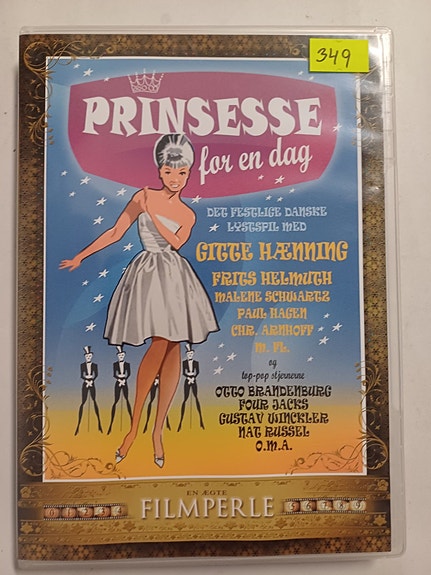 349
PRINSESSE
for en dag
DET FESTLIGE DANSKE
LYSTSPIL MED
GITTE HÆNNING
FRITS HELMUTH
MALENE SCHWARTZ
PAUL HAGEN
CHR. ARNHOFF
M. FL.
og
top-pop stjernerne
OTTO BRANDENBURG
FOUR JACKS
GUSTAV WINCKLER
NAT RUSSEL
O.M.A.
EN ÆGTE
FILMPERLE